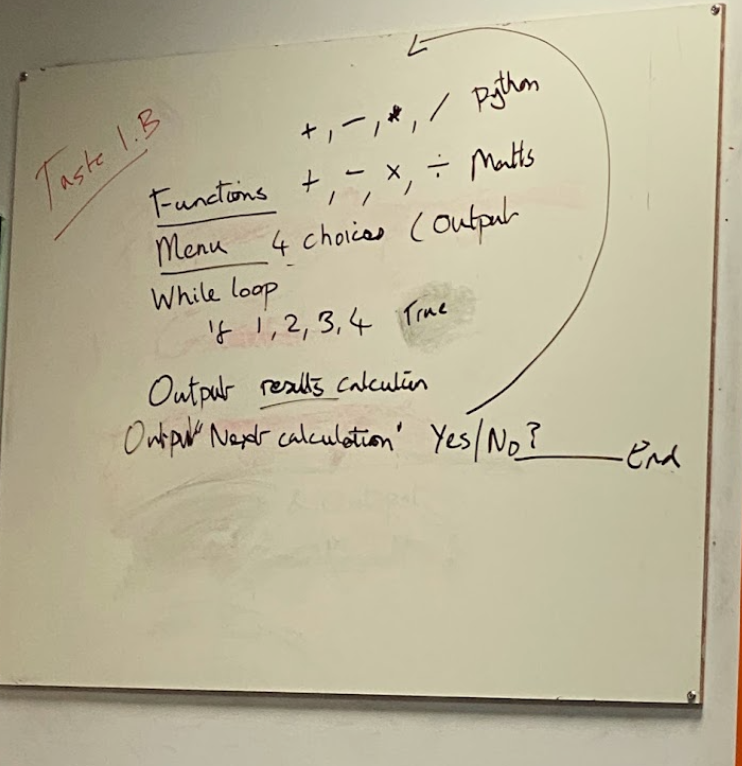 Task 1.B
+, -, *, / Python
Functions +, -, ×, ÷ Maths
Menu 4 choices (Output
While loop
if 1, 2, 3, 4 True
Output results calculation
Output "Next calculation" Yes/No? End